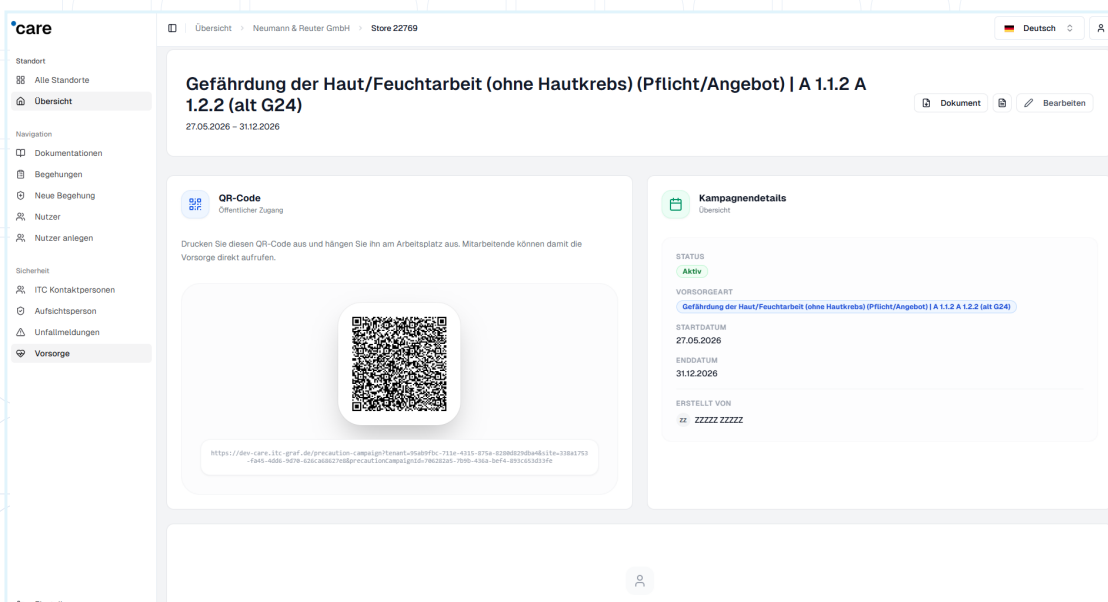 care
Übersicht > Neumann & Reuter GmbH > Store 22769
Deutsch
Standort
Alle Standorte
Übersicht
Navigation
Dokumentationen
Begehungen
Neue Begehung
Nutzer
Nutzer anlegen
Sicherheit
ITC Kontaktpersonen
Aufsichtsperson
Unfallmeldungen
Vorsorge
Gefährdung der Haut/Feuchtarbeit (ohne Hautkrebs) (Pflicht/Angebot) | A 1.1.2 A
1.2.2 (alt G24)
27.05.2026 – 31.12.2026
Dokument
Bearbeiten
QR-Code
Öffentlicher Zugang
Drucken Sie diesen QR-Code aus und hängen Sie ihn am Arbeitsplatz aus. Mitarbeitende können damit die
Vorsorge direkt aufrufen.
Kampagnendetails
Übersicht
STATUS
Aktiv
VORSORGEART
Gefährdung der Haut/Feuchtarbeit (ohne Hautkrebs) (Pflicht/Angebot) | A 1.1.2 A 1.2.2 (alt G24)
STARTDATUM
27.05.2026
ENDDATUM
31.12.2026
ERSTELLT VON
ZZ ZZZZZ ZZZZZ